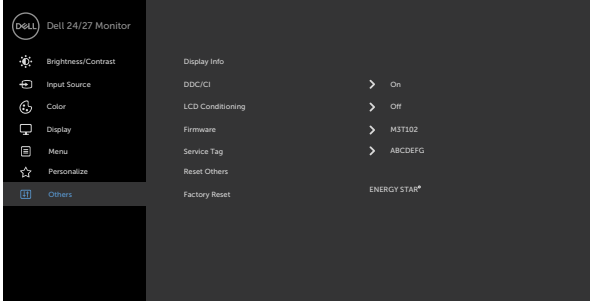 DELL Dell 24/27 Monitor
Brightness/Contrast Display Info
Input Source DDC/CI On
Color LCD Conditioning Off
Display Firmware M3T102
Menu Service Tag ABCDEFG
Personalize Reset Others
Others Factory Reset ENERGY STAR®